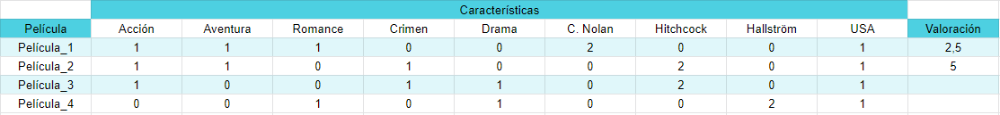 Características
Película Acción Aventura Romance Crimen Drama C. Nolan Hitchcock Hallström USA Valoración
Película_1 1 1 1 0 0 2 0 0 1 2,5
Película_2 1 1 0 1 0 0 2 0 1 5
Película_3 1 0 0 1 1 0 2 0 1
Película_4 0 0 1 0 1 0 0 2 1